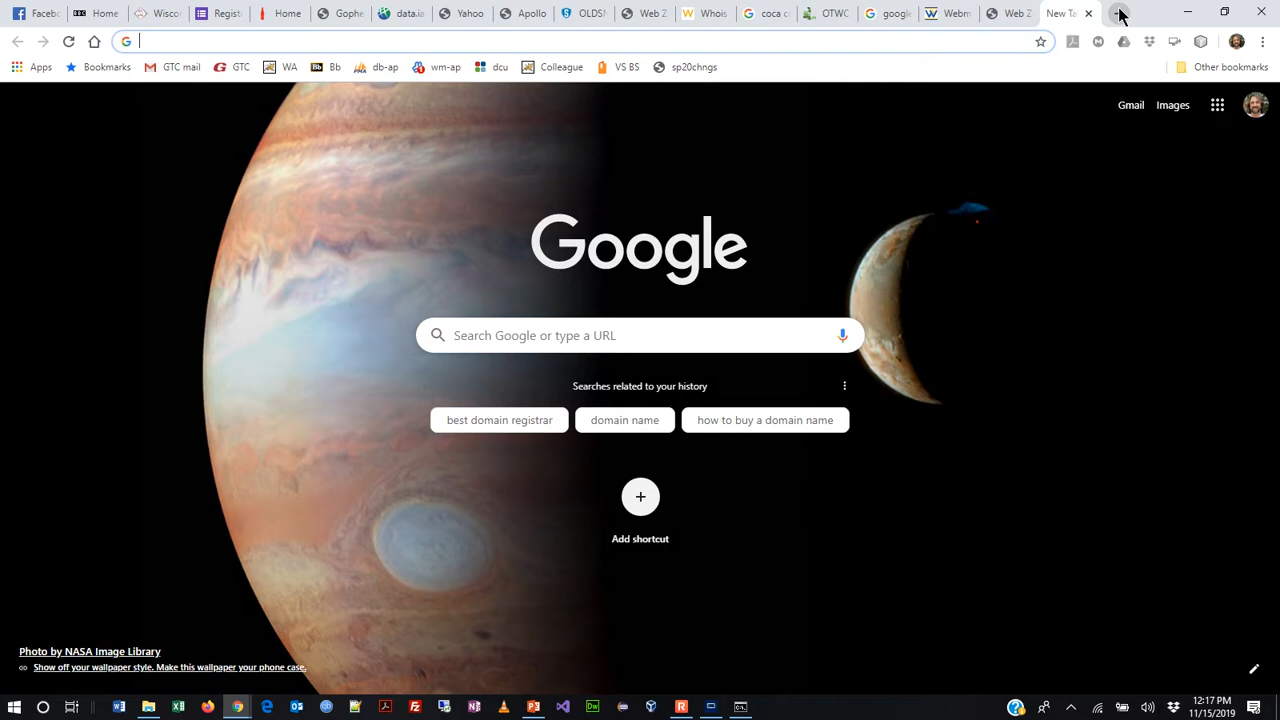 Facebo
Home
Wisco
Registr
Home
Gophe
data.ia
Yahoo
Apollo
OLDSM
Web Z
Whois
coca c
OTWC
google
Webm
Web Z
New Ta
Apps
Bookmarks
GTC mail
GTC
WA
Bb
db-ap
wm-ap
dcu
Colleague
VS BS
sp20chngs
Other bookmarks
Gmail
Images
Google
Search Google or type a URL
Searches related to your history
best domain registrar
domain name
how to buy a domain name
Add shortcut
Photo by NASA Image Library
Show off your wallpaper style. Make this wallpaper your phone case.
12:17 PM
11/15/2019